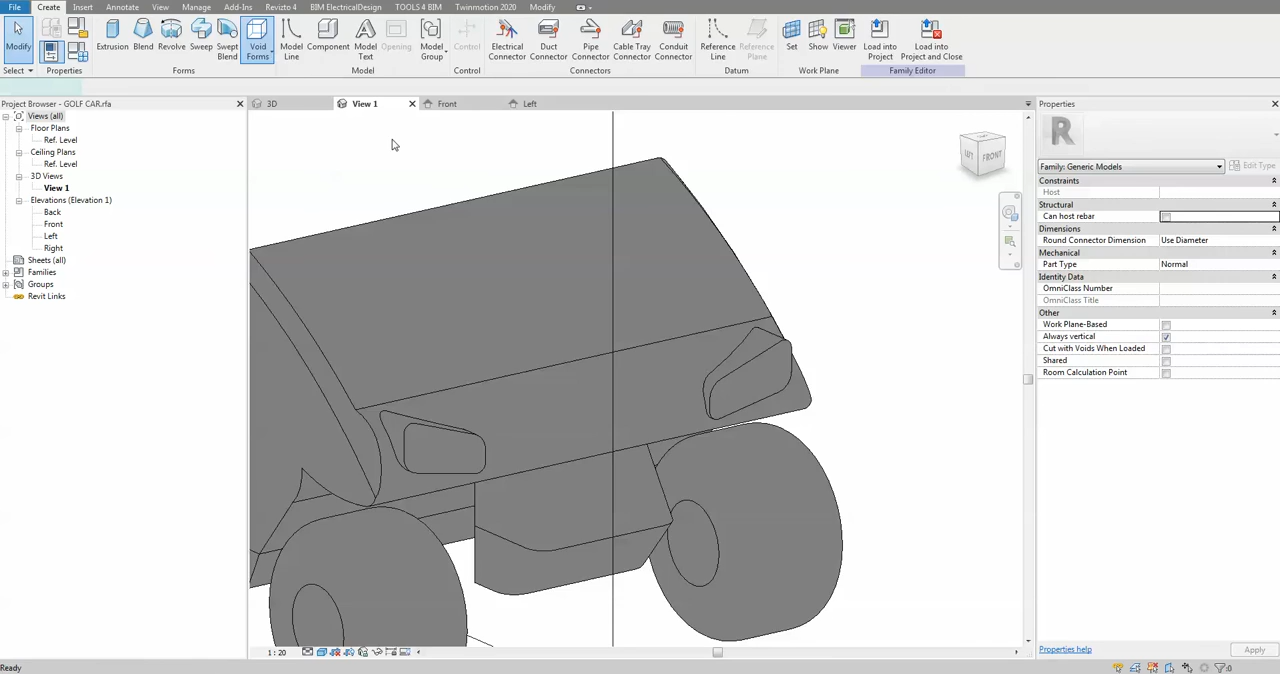 File Create Insert Annotate View Manage Add-Ins Revizto 4 BIM ElectricalDesign TOOLS 4 BIM Twinmotion 2020 Modify
Modify Extrusion Blend Revolve Sweep Swept Blend Void Forms Model Line Component Model Text Opening Model Group Control Electrical Connector Duct Connector Pipe Connector Cable Tray Connector Conduit Connector Reference Line Reference Plane Set Show Viewer Load into Project Load into Project and Close
Select Properties Forms Model Control Connectors Datum Work Plane Family Editor
Project Browser - GOLF CAR.rfa
Views (all)
Floor Plans
Ref. Level
Ceiling Plans
Ref. Level
3D Views
View 1
Elevations (Elevation 1)
Back
Front
Left
Right
Sheets (all)
Families
Groups
Revit Links
3D View 1 Front Left
FRONT
Properties
R
Family: Generic Models Edit Type
Constraints
Host
Structural
Can host rebar
Dimensions
Round Connector Dimension Use Diameter
Mechanical
Part Type Normal
Identity Data
OmniClass Number
OmniClass Title
Other
Work Plane-Based
Always vertical
Cut with Voids When Loaded
Shared
Room Calculation Point
Properties help Apply
1 : 20
Ready
:0